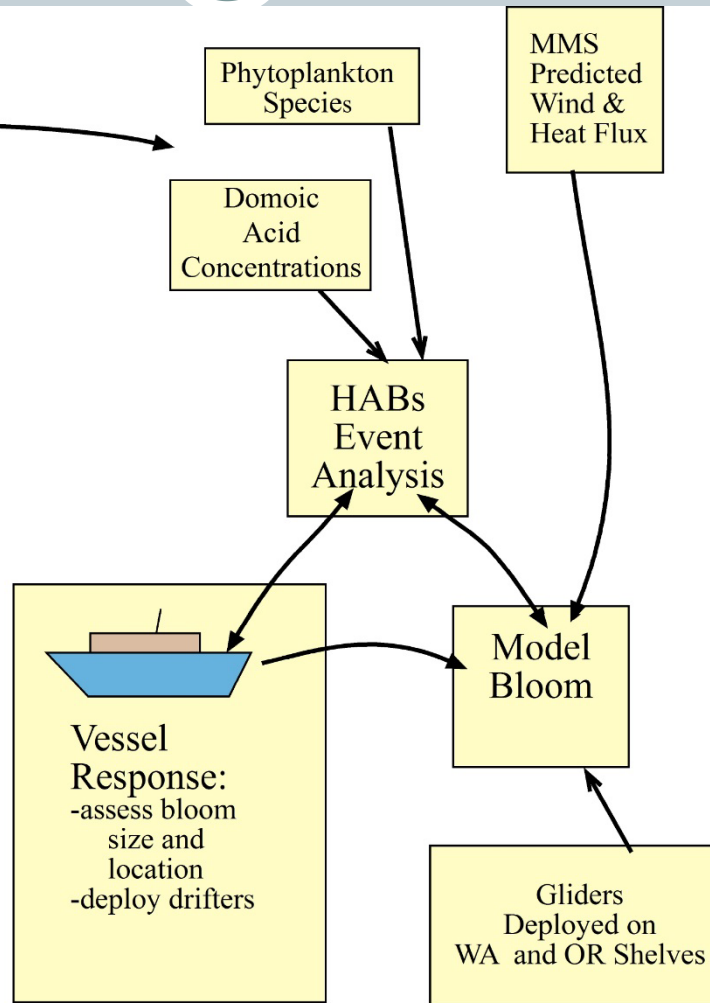 Phytoplankton
Species
MMS
Predicted
Wind &
Heat Flux
Domoic
Acid
Concentrations
HABs
Event
Analysis
Vessel
Response:
-assess bloom
size and
location
-deploy drifters
Model
Bloom
Gliders
Deployed on
WA and OR Shelves